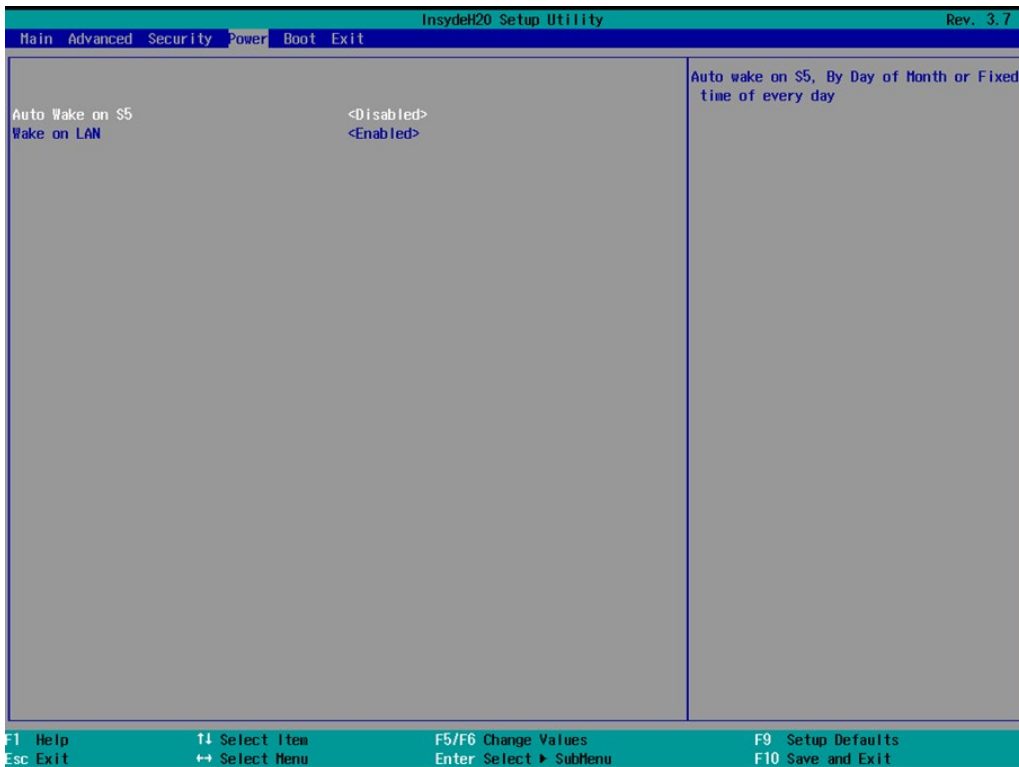 InsydeH20 Setup Utility Rev. 3.7
Main Advanced Security Power Boot Exit
Auto Wake on S5 <Disabled>
Wake on LAN <Enabled>
Auto wake on S5, By Day of Month or Fixed
time of every day
F1 Help ↑↓ Select Item F5/F6 Change Values F9 Setup Defaults
Esc Exit ↔ Select Menu Enter Select ▶ SubMenu F10 Save and Exit